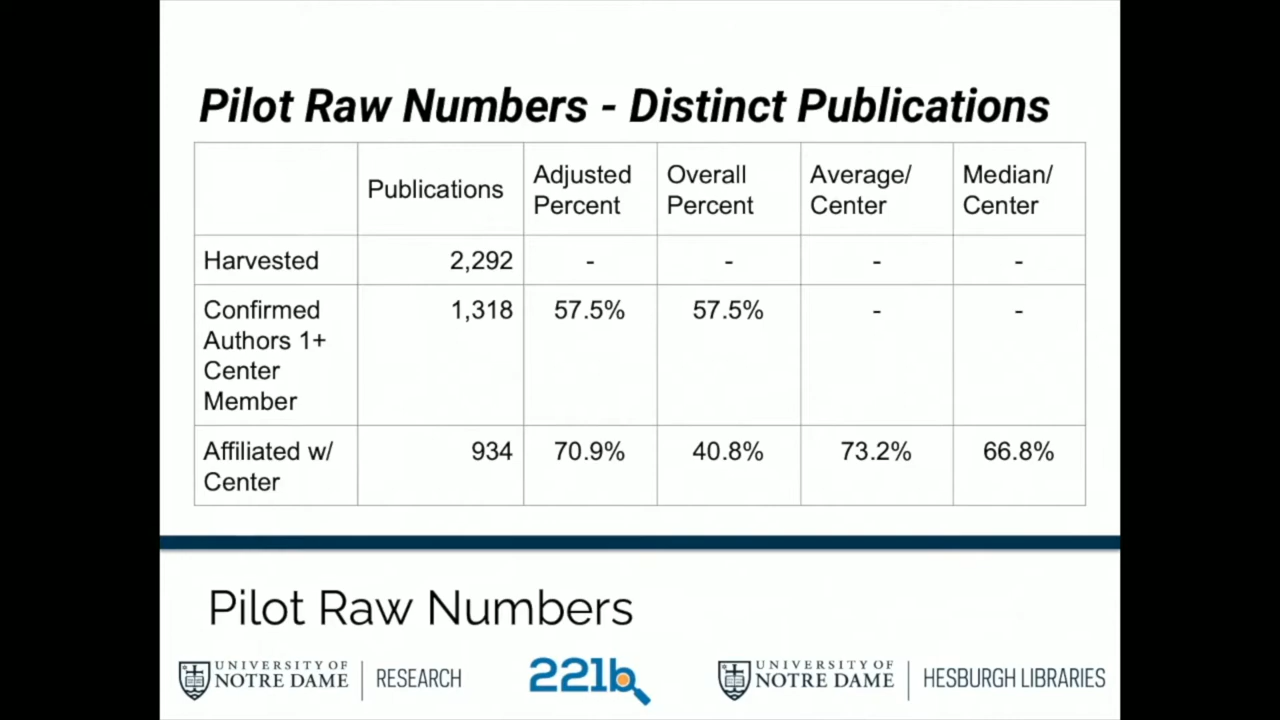 Pilot Raw Numbers - Distinct Publications
Publications
Adjusted Percent
Overall Percent
Average/ Center
Median/ Center
Harvested 2,292 - - - -
Confirmed Authors 1+ Center Member 1,318 57.5% 57.5% - -
Affiliated w/ Center 934 70.9% 40.8% 73.2% 66.8%
Pilot Raw Numbers
UNIVERSITY OF NOTRE DAME RESEARCH
221b
UNIVERSITY OF NOTRE DAME HESBURGH LIBRARIES